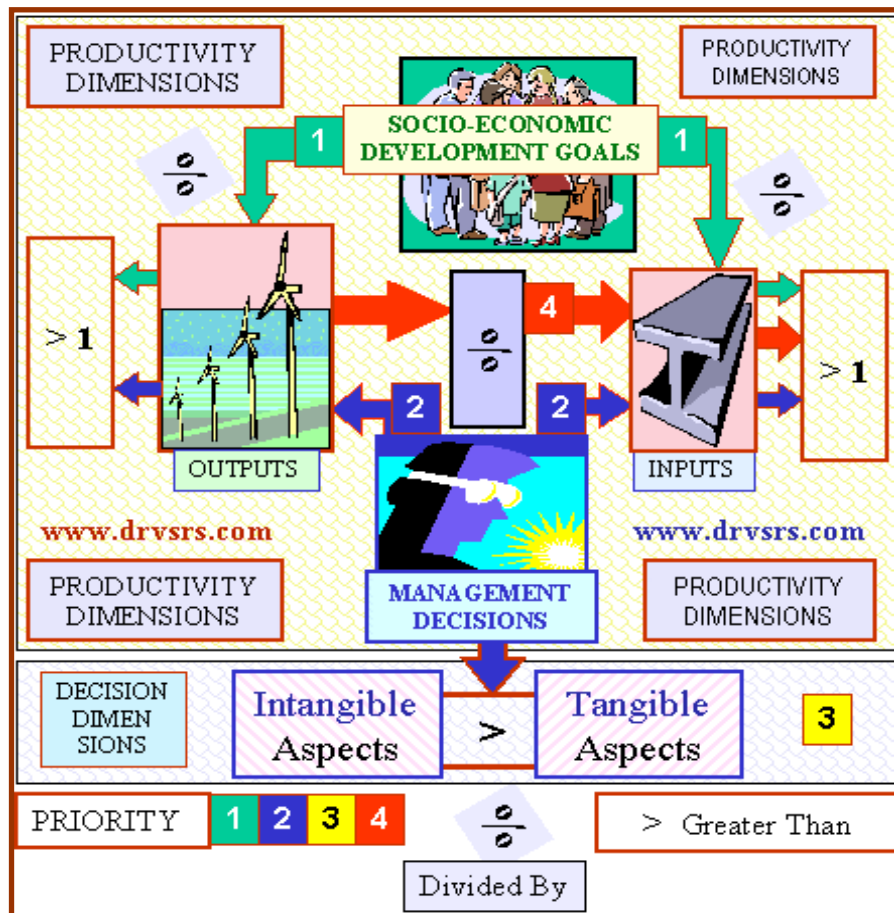 PRODUCTIVITY
DIMENSIONS
PRODUCTIVITY
DIMENSIONS
SOCIO-ECONOMIC
DEVELOPMENT GOALS
1
1
÷
÷
> 1
÷
4
> 1
2
2
OUTPUTS
INPUTS
www.drvsrs.com
www.drvsrs.com
PRODUCTIVITY
DIMENSIONS
MANAGEMENT
DECISIONS
PRODUCTIVITY
DIMENSIONS
DECISION
DIMEN
SIONS
Intangible
Aspects
>
Tangible
Aspects
3
PRIORITY 1 2 3 4
÷
> Greater Than
Divided By